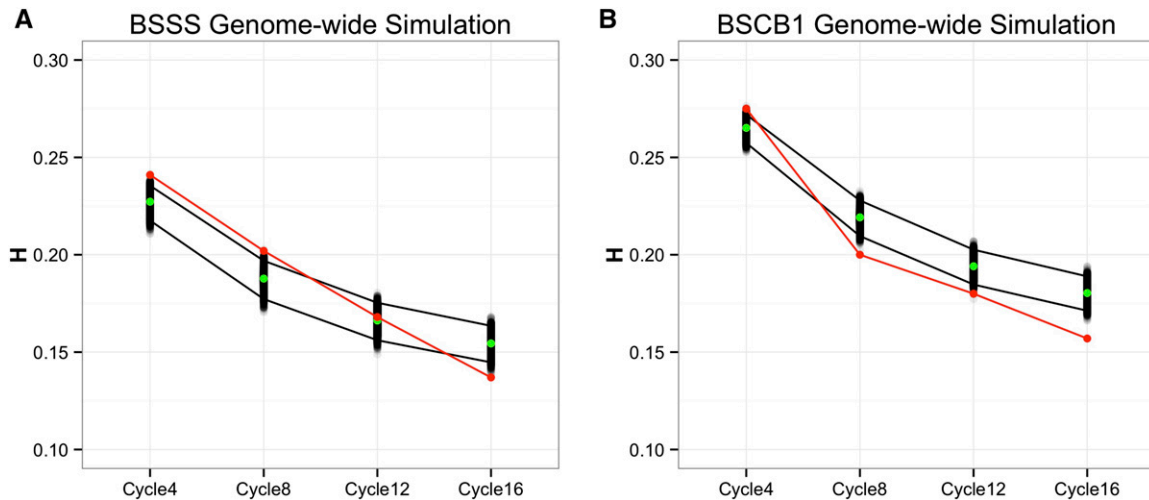 A
BSSS Genome-wide Simulation
H
0.30
0.25
0.20
0.15
0.10
Cycle4 Cycle8 Cycle12 Cycle16
B
BSCB1 Genome-wide Simulation
H
0.30
0.25
0.20
0.15
0.10
Cycle4 Cycle8 Cycle12 Cycle16